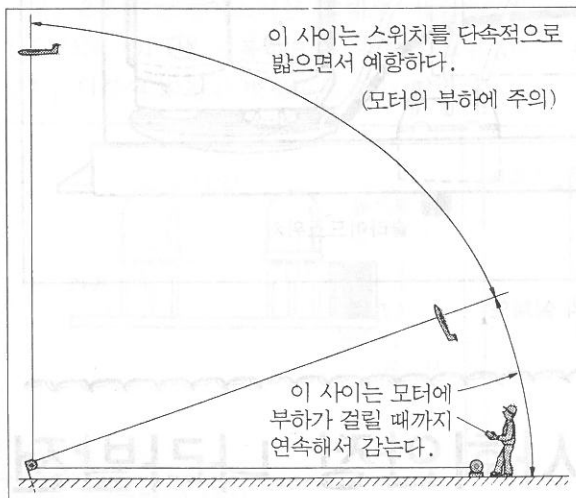 이 사이는 스위치를 단속적으로
밟으면서 예항하다.
(모터의 부하에 주의)
이 사이는 모터에
부하가 걸릴 때까지
연속해서 감는다.